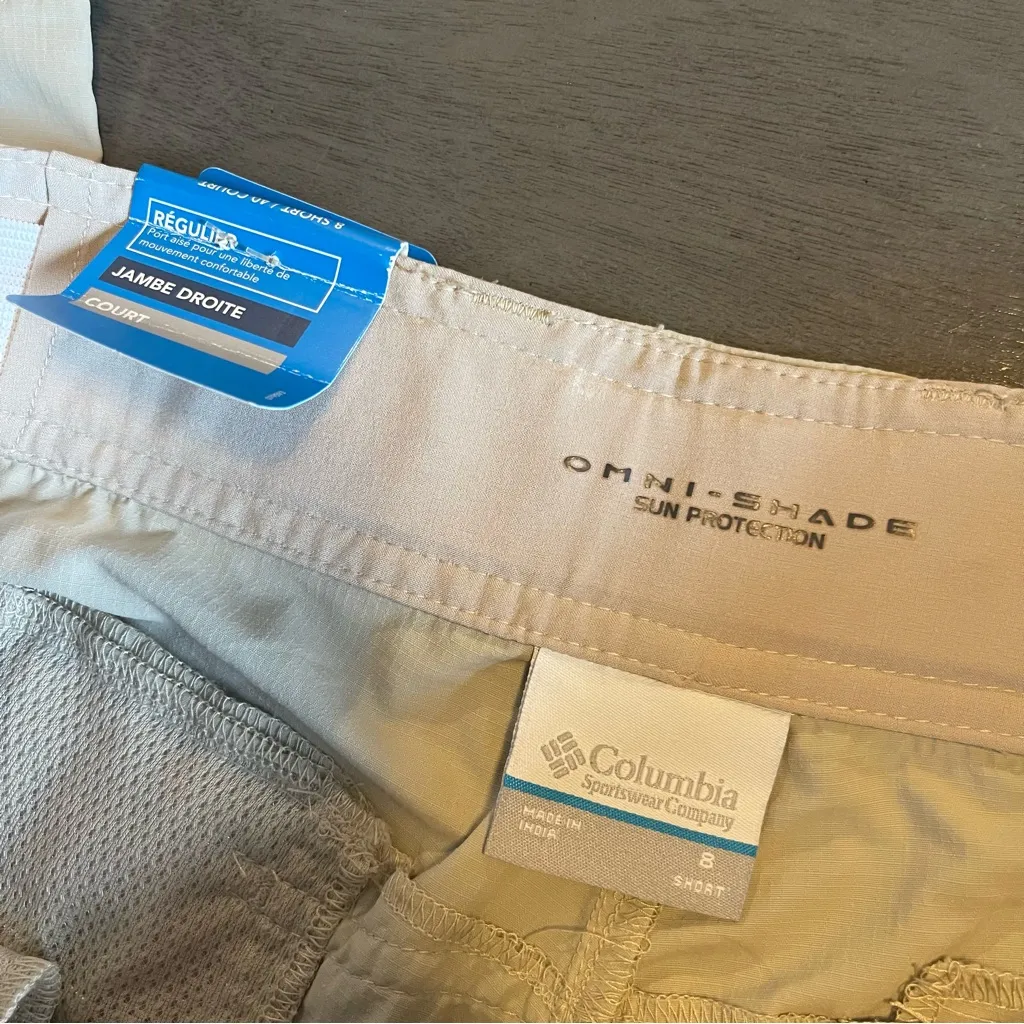 8 SHORT / 40 COURT
RÉGULIER
Port aisé pour une liberté de
mouvement confortable
JAMBE DROITE
COURT
OMNI-SHADE
SUN PROTECTION
Columbia
Sportswear Company
MADE IN
INDIA
8
SHORT